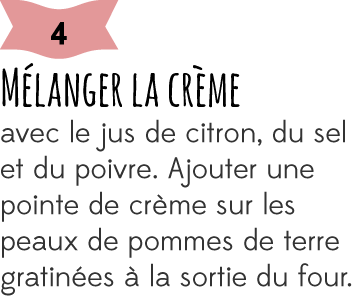 4
Mélanger la crème
avec le jus de citron, du sel
et du poivre. Ajouter une
pointe de crème sur les
peaux de pommes de terre
gratinées à la sortie du four.